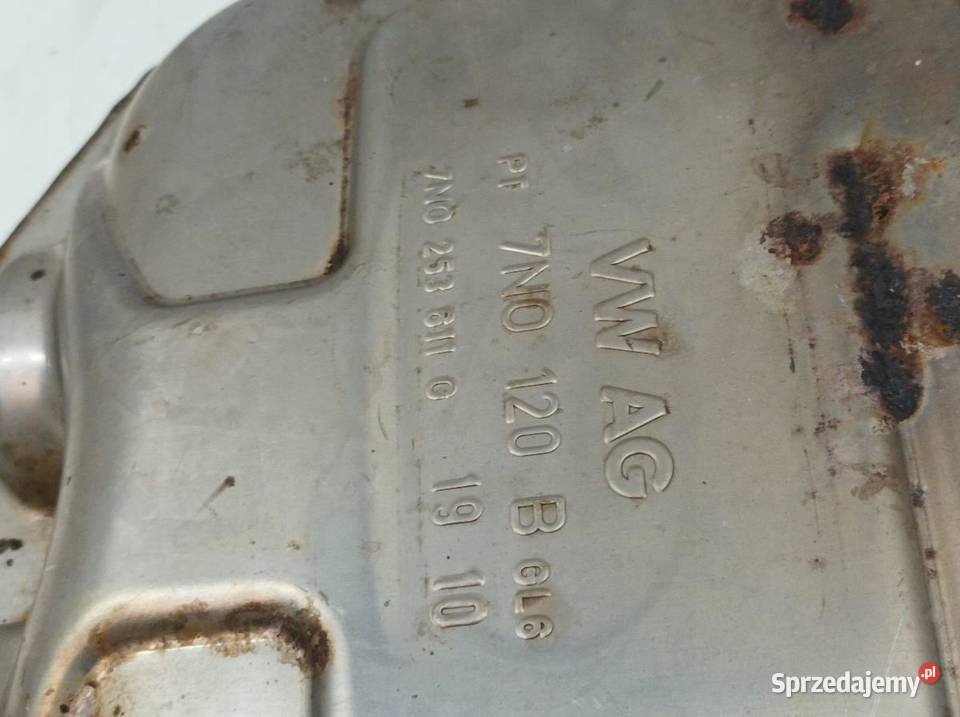 VW AG
PI 7N0 120 B GL6
7N0 253 611 G 19 10
Sprzedajemy.pl